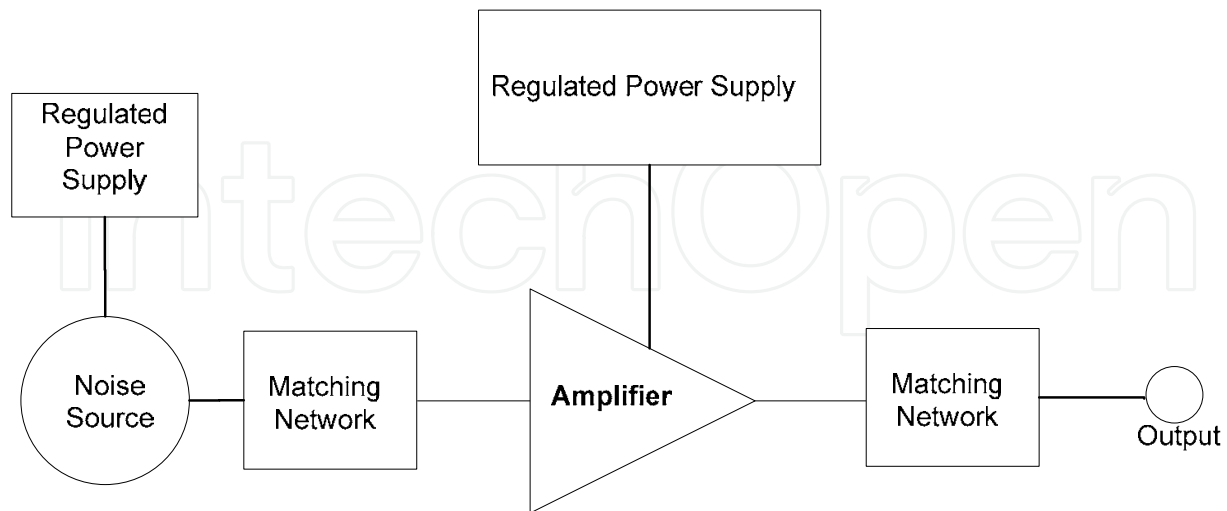 Regulated Power Supply
Regulated
Power
Supply
IntechOpen
Noise
Source
Matching
Network
Amplifier
Matching
Network
Output